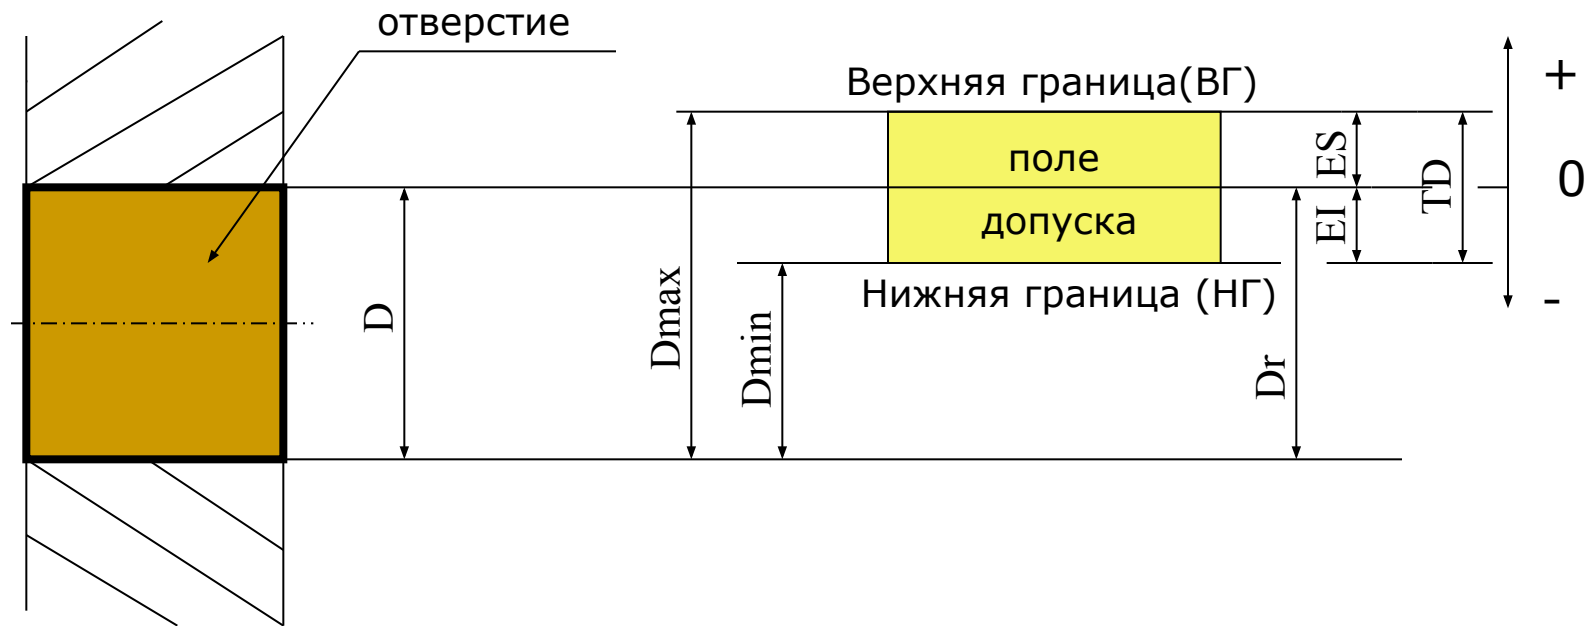 отверстие
Верхняя граница(ВГ)
+
поле
ES
TD
0
допуска
EI
Нижняя граница (НГ)
-
D
Dmax
Dmin
Dr